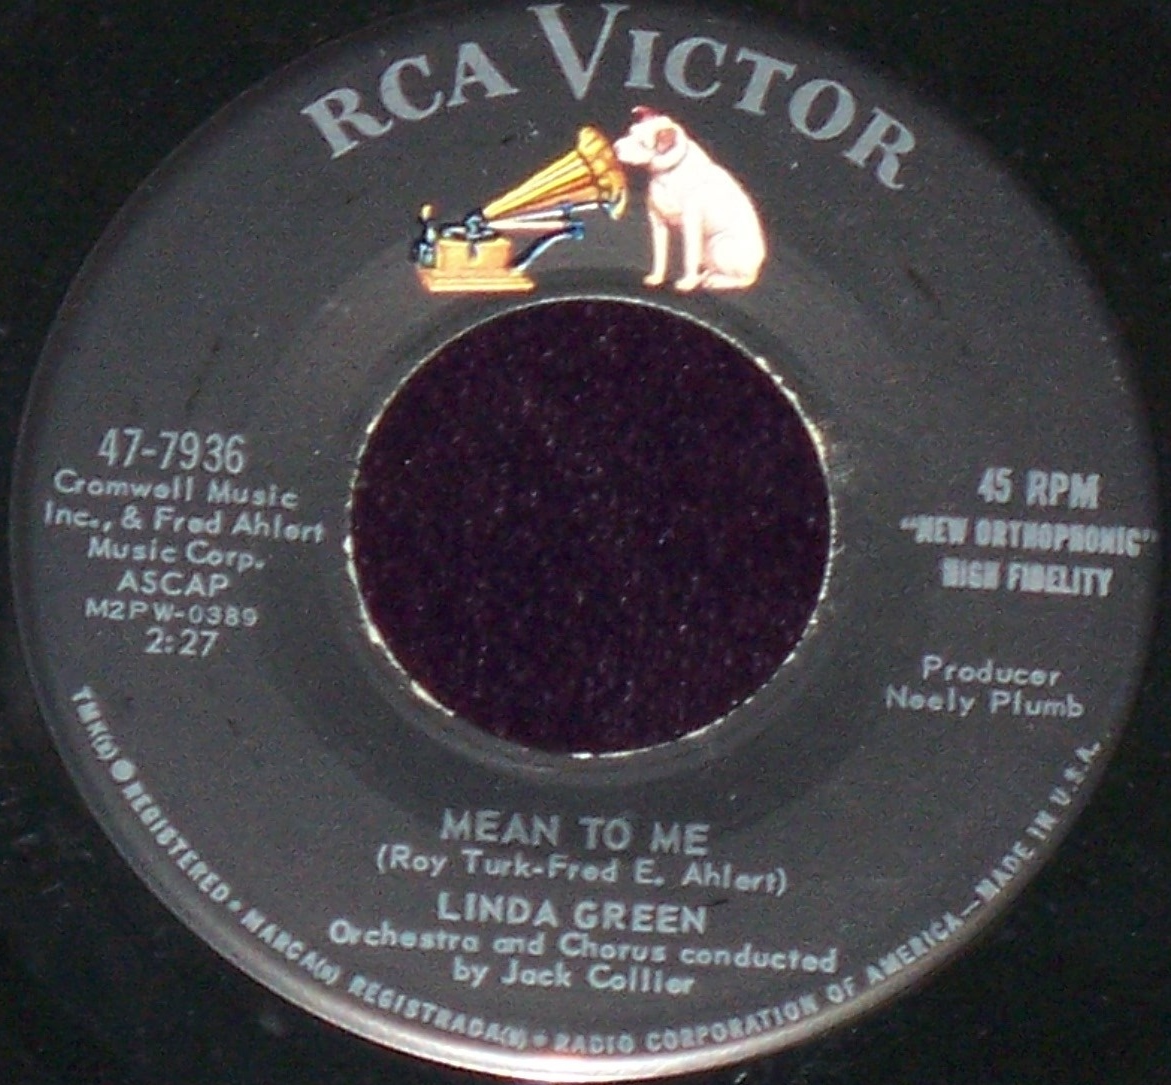 RCA VICTOR
47-7936
Cromwell Music
Inc., & Fred Ahlert
Music Corp.
ASCAP
M2PW-0389
2:27
45 RPM
"NEW ORTHOPHONIC"
HIGH FIDELITY
Producer
Neely Plumb
MEAN TO ME
(Roy Turk-Fred E. Ahlert)
LINDA GREEN
Orchestra and Chorus conducted
by Jack Collier
TMK(s) ● REGISTERED • MARCA(s) REGISTRADA(s) • RADIO CORPORATION OF AMERICA—MADE IN U.S.A.